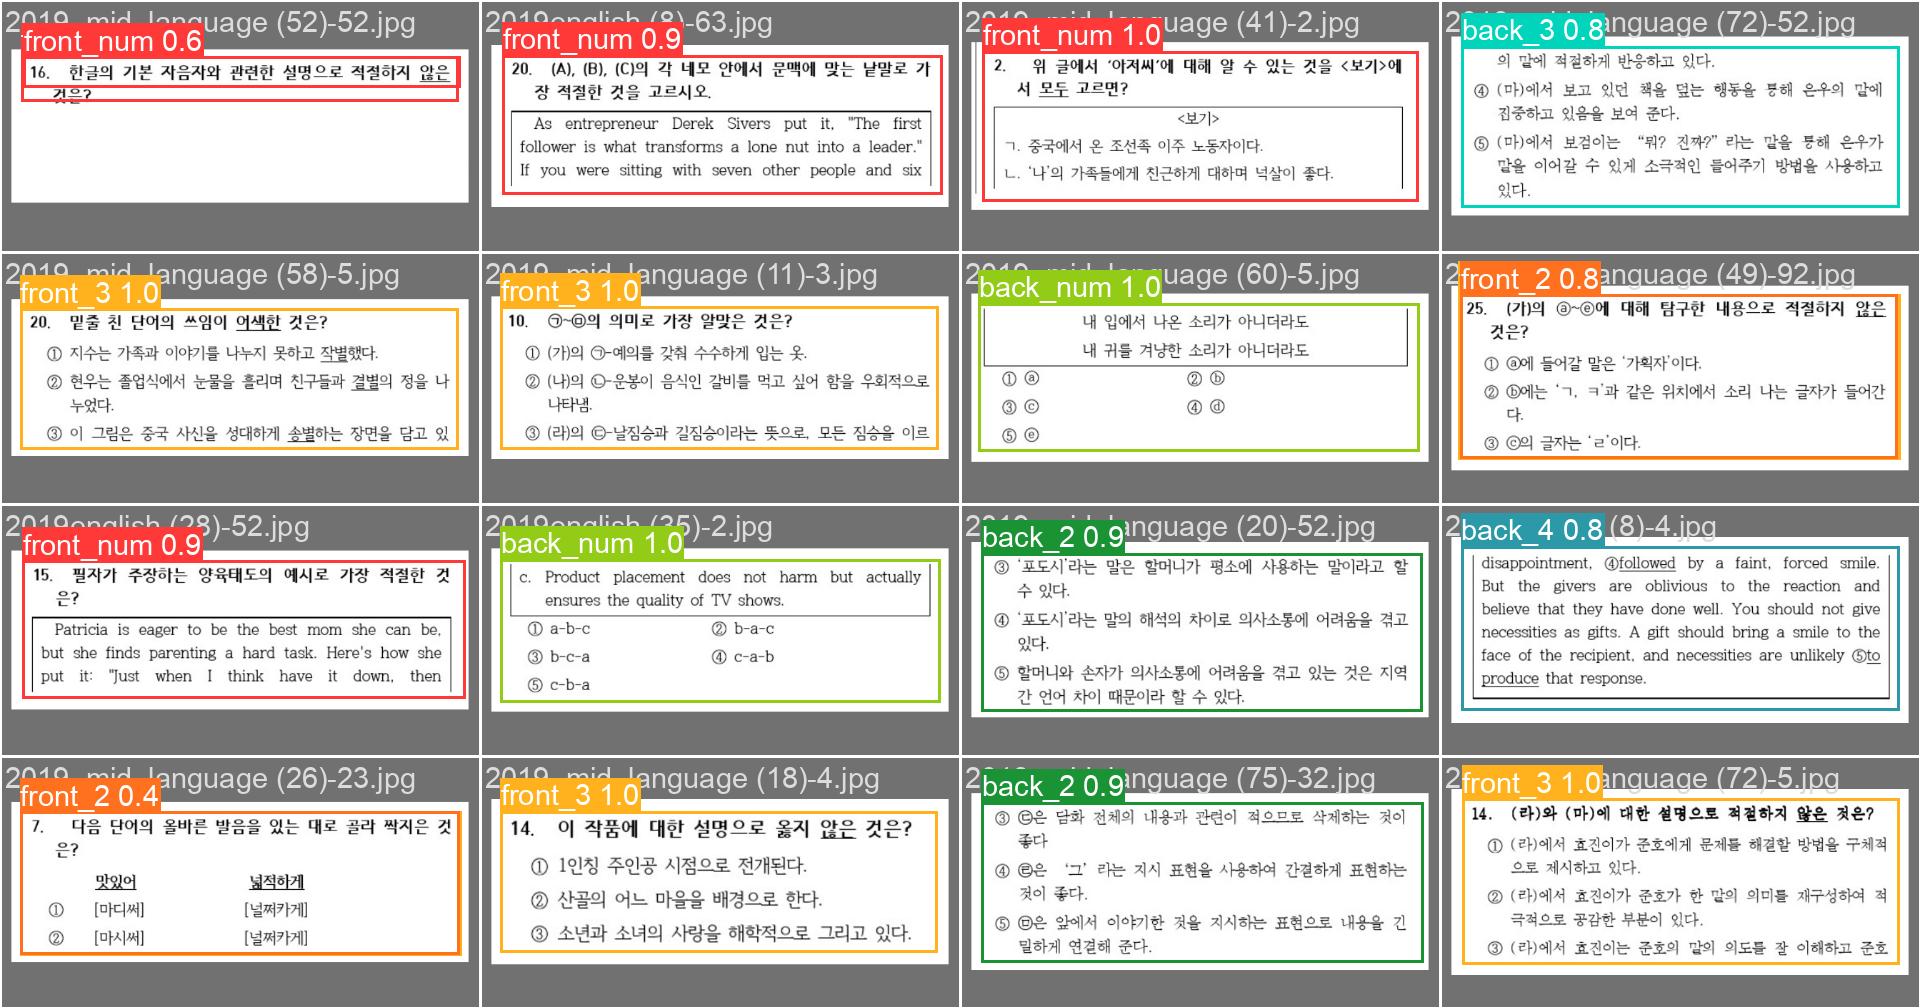 2019_mid_language (52)-52.jpg
front_num 0.6
16. 한글의 기본 자음자와 관련한 설명으로 적절하지 않은
것은?
2019english (8)-63.jpg
front_num 0.9
20. (A), (B), (C)의 각 네모 안에서 문맥에 맞는 낱말로 가
장 적절한 것을 고르시오.
As entrepreneur Derek Sivers put it, "The first
follower is what transforms a lone nut into a leader."
If you were sitting with seven other people and six
2019_mid_language (41)-2.jpg
front_num 1.0
2. 위 글에서 '아저씨'에 대해 알 수 있는 것을 <보기>에
서 모두 고르면?
<보기>
ㄱ. 중국에서 온 조선족 이주 노동자이다.
ㄴ. '나'의 가족들에게 친근하게 대하며 넉살이 좋다.
language (72)-52.jpg
back_3 0.8
의 말에 적절하게 반응하고 있다.
④ (마)에서 보고 있던 책을 덮는 행동을 통해 은우의 말에
집중하고 있음을 보여 준다.
⑤ (마)에서 보검이는 “뭐? 진짜?” 라는 말을 통해 은우가
말을 이어갈 수 있게 소극적인 들어주기 방법을 사용하고
있다.
2019_mid_language (58)-5.jpg
front_3 1.0
20. 밑줄 친 단어의 쓰임이 어색한 것은?
① 지수는 가족과 이야기를 나누지 못하고 작별했다.
② 현우는 졸업식에서 눈물을 흘리며 친구들과 결별의 정을 나
누었다.
③ 이 그림은 중국 사신을 성대하게 송별하는 장면을 담고 있
2019_mid_language (11)-3.jpg
front_3 1.0
10. ㉠~㉤의 의미로 가장 알맞은 것은?
① (가)의 ㉠-예의를 갖춰 수수하게 입는 옷.
② (나)의 ㉡-운봉이 음식인 갈비를 먹고 싶어 함을 우회적으로
나타냄.
③ (라)의 ㉢-날짐승과 길짐승이라는 뜻으로, 모든 짐승을 이르
2019_mid_language (60)-5.jpg
back_num 1.0
내 입에서 나온 소리가 아니더라도
내 귀를 겨냥한 소리가 아니더라도
① ⓐ ② ⓑ
③ ⓒ ④ ⓓ
⑤ ⓔ
language (49)-92.jpg
front_2 0.8
25. (가)의 ⓐ~ⓔ에 대해 탐구한 내용으로 적절하지 않은
것은?
① ⓐ에 들어갈 말은 '가획자'이다.
② ⓑ에는 'ㄱ, ㅋ'과 같은 위치에서 소리 나는 글자가 들어간
다.
③ ⓒ의 글자는 'ㄹ'이다.
2019english (28)-52.jpg
front_num 0.9
15. 필자가 주장하는 양육태도의 예시로 가장 적절한 것
은?
Patricia is eager to be the best mom she can be,
but she finds parenting a hard task. Here's how she
put it: "Just when I think have it down, then
2019english (35)-2.jpg
back_num 1.0
c. Product placement does not harm but actually
ensures the quality of TV shows.
① a-b-c ② b-a-c
③ b-c-a ④ c-a-b
⑤ c-b-a
language (20)-52.jpg
back_2 0.9
③ '포도시'라는 말은 할머니가 평소에 사용하는 말이라고 할
수 있다.
④ '포도시'라는 말의 해석의 차이로 의사소통에 어려움을 겪고
있다.
⑤ 할머니와 손자가 의사소통에 어려움을 겪고 있는 것은 지역
간 언어 차이 때문이라 할 수 있다.
(8)-4.jpg
back_4 0.8
disappointment, ④followed by a faint, forced smile.
But the givers are oblivious to the reaction and
believe that they have done well. You should not give
necessities as gifts. A gift should bring a smile to the
face of the recipient, and necessities are unlikely ⑤to
produce that response.
2019_mid_language (26)-23.jpg
front_2 0.4
7. 다음 단어의 올바른 발음을 있는 대로 골라 짝지은 것
은?
맛있어 넓적하게
① [마디써] [널쩌카게]
② [마시써] [널쩌카게]
2019_mid_language (18)-4.jpg
front_3 1.0
14. 이 작품에 대한 설명으로 옳지 않은 것은?
① 1인칭 주인공 시점으로 전개된다.
② 산골의 어느 마을을 배경으로 한다.
③ 소년과 소녀의 사랑을 해학적으로 그리고 있다.
language (75)-32.jpg
back_2 0.9
③ ㉢은 담화 전체의 내용과 관련이 적으므로 삭제하는 것이
좋다
④ ㉣은 '그' 라는 지시 표현을 사용하여 간결하게 표현하는
것이 좋다.
⑤ ㉤은 앞에서 이야기한 것을 지시하는 표현으로 내용을 긴
밀하게 연결해 준다.
language (72)-5.jpg
front_3 1.0
14. (라)와 (마)에 대한 설명으로 적절하지 않은 것은?
① (라)에서 효진이가 준호에게 문제를 해결할 방법을 구체적
으로 제시하고 있다.
② (라)에서 효진이가 준호가 한 말의 의미를 재구성하여 적
극적으로 공감한 부분이 있다.
③ (라)에서 효진이는 준호의 말의 의도를 잘 이해하고 준호